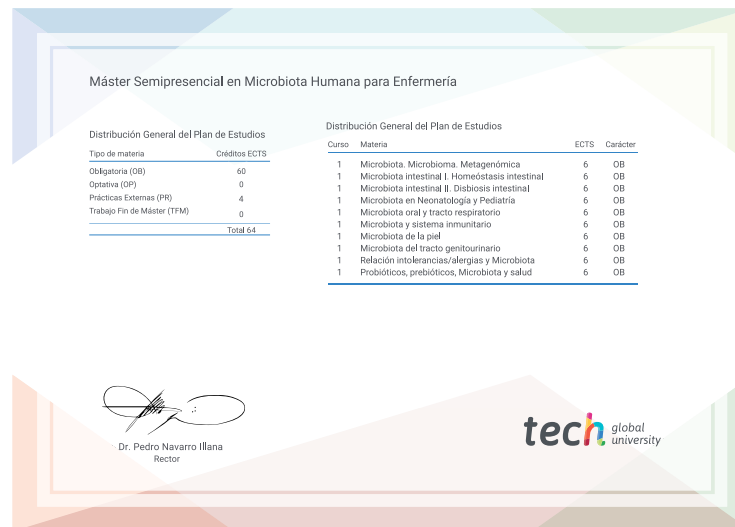 Máster Semipresencial en Microbiota Humana para Enfermería
Distribución General del Plan de Estudios
Tipo de materia Créditos ECTS
Obligatoria (OB) 60
Optativa (OP) 0
Prácticas Externas (PR) 4
Trabajo Fin de Máster (TFM) 0
Total 64
Distribución General del Plan de Estudios
Curso Materia ECTS Carácter
1 Microbiota. Microbioma. Metagenómica 6 OB
1 Microbiota intestinal I. Homeóstasis intestinal 6 OB
1 Microbiota intestinal II. Disbiosis intestinal 6 OB
1 Microbiota en Neonatología y Pediatría 6 OB
1 Microbiota oral y tracto respiratorio 6 OB
1 Microbiota y sistema inmunitario 6 OB
1 Microbiota de la piel 6 OB
1 Microbiota del tracto genitourinario 6 OB
1 Relación intolerancias/alergias y Microbiota 6 OB
1 Probióticos, prebióticos, Microbiota y salud 6 OB
Dr. Pedro Navarro Illana
Rector
tech global
university